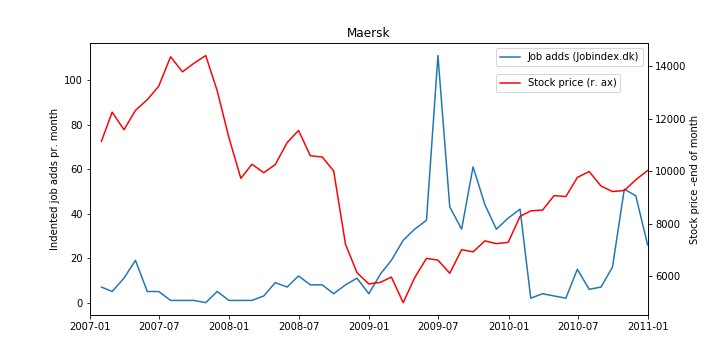 Maersk
Job adds (Jobindex.dk)
Stock price (r. ax)
Indented job adds pr. month
100
80
60
40
20
0
14000
12000
10000
8000
6000
Stock price -end of month
2007-01 2007-07 2008-01 2008-07 2009-01 2009-07 2010-01 2010-07 2011-01